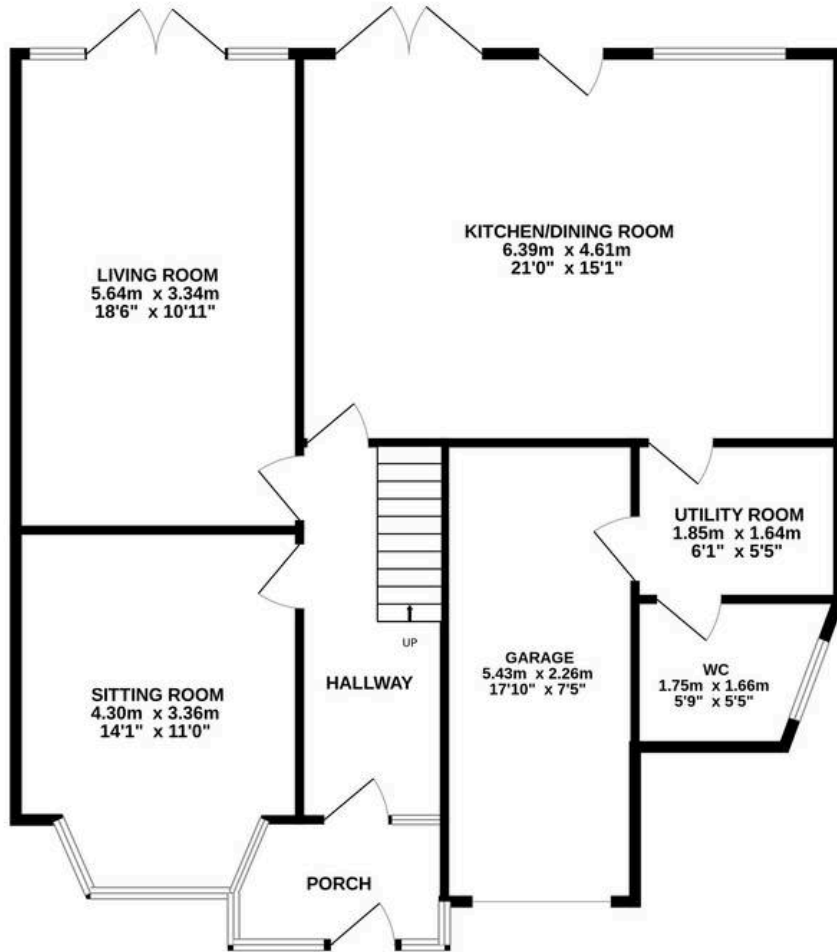 LIVING ROOM
5.64m x 3.34m
18'6" x 10'11"
KITCHEN/DINING ROOM
6.39m x 4.61m
21'0" x 15'1"
UTILITY ROOM
1.85m x 1.64m
6'1" x 5'5"
SITTING ROOM
4.30m x 3.36m
14'1" x 11'0"
UP
HALLWAY
GARAGE
5.43m x 2.26m
17'10" x 7'5"
WC
1.75m x 1.66m
5'9" x 5'5"
PORCH